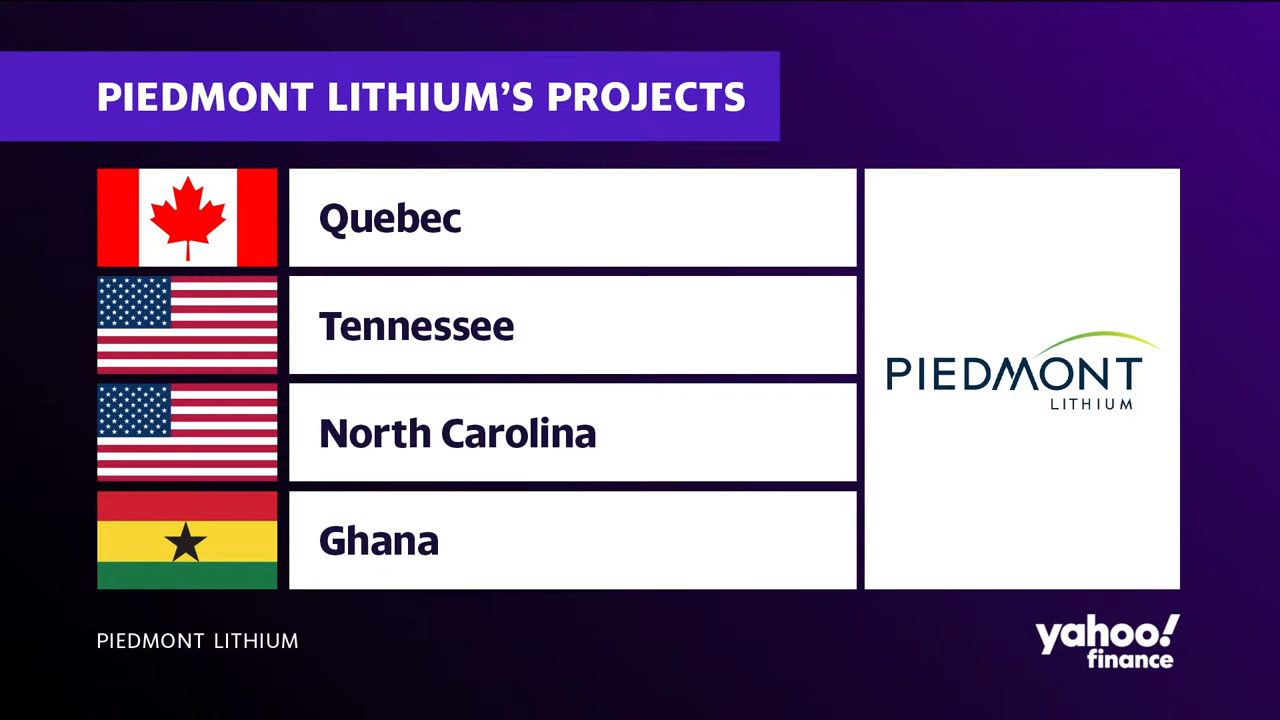 PIEDMONT LITHIUM’S PROJECTS
Quebec
Tennessee
North Carolina
Ghana
PIEDMONT
LITHIUM
PIEDMONT LITHIUM
yahoo!
finance